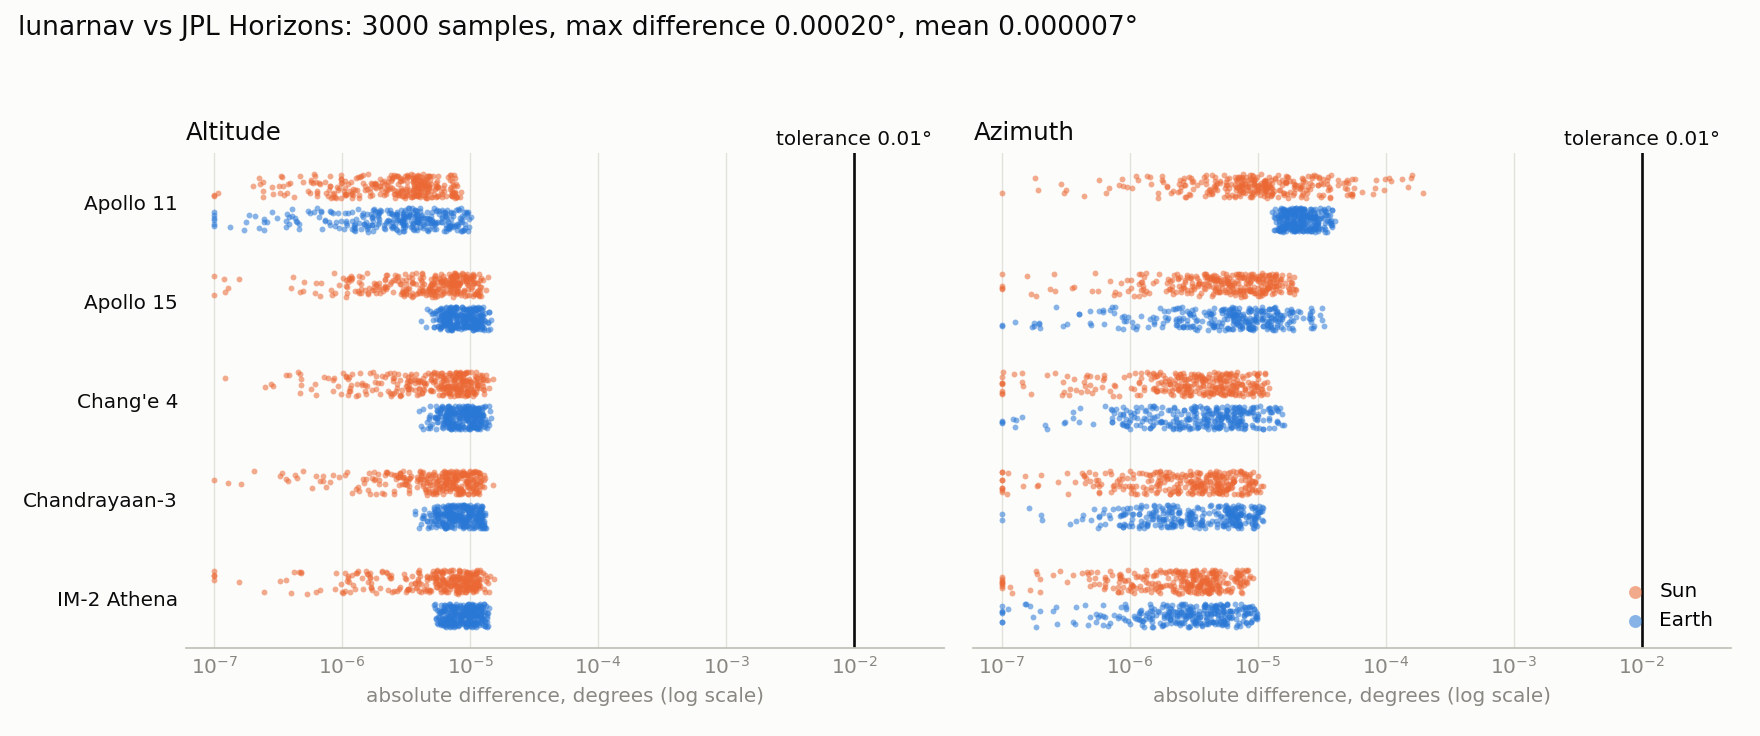 lunarnav vs JPL Horizons: 3000 samples, max difference 0.00020°, mean 0.000007°
Altitude
tolerance 0.01°
Azimuth
tolerance 0.01°
Apollo 11
Apollo 15
Chang'e 4
Chandrayaan-3
IM-2 Athena
Sun
Earth
10⁻⁷ 10⁻⁶ 10⁻⁵ 10⁻⁴ 10⁻³ 10⁻²
10⁻⁷ 10⁻⁶ 10⁻⁵ 10⁻⁴ 10⁻³ 10⁻²
absolute difference, degrees (log scale)
absolute difference, degrees (log scale)